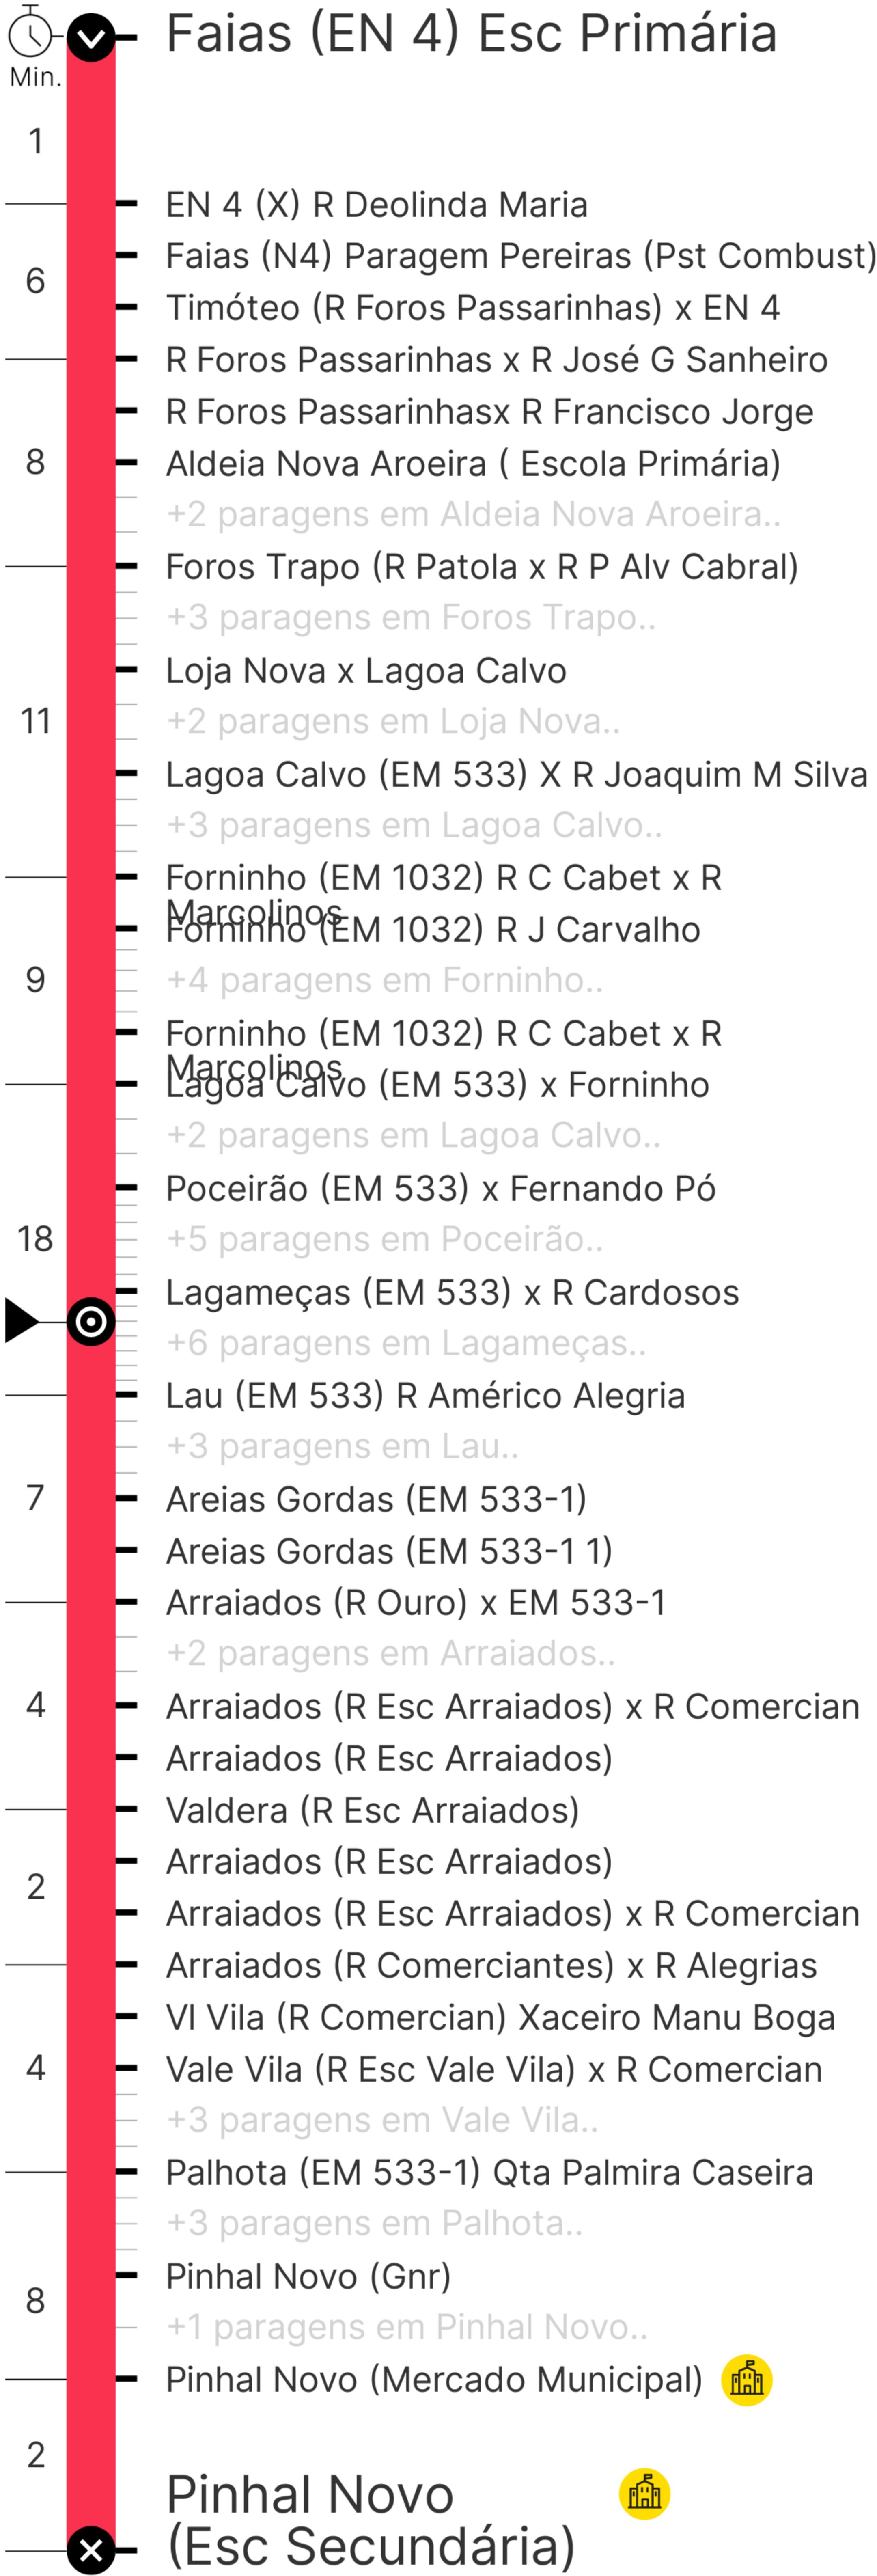 Faias (EN 4) Esc Primária
Min.
1
EN 4 (X) R Deolinda Maria
Faias (N4) Paragem Pereiras (Pst Combust)
6
Timóteo (R Foros Passarinhas) x EN 4
R Foros Passarinhas x R José G Sanheiro
R Foros Passarinhasx R Francisco Jorge
8
Aldeia Nova Aroeira ( Escola Primária)
+2 paragens em Aldeia Nova Aroeira..
Foros Trapo (R Patola x R P Alv Cabral)
+3 paragens em Foros Trapo..
Loja Nova x Lagoa Calvo
11
+2 paragens em Loja Nova..
Lagoa Calvo (EM 533) X R Joaquim M Silva
+3 paragens em Lagoa Calvo..
Forninho (EM 1032) R C Cabet x R
Marcolinos
Forninho (EM 1032) R J Carvalho
9
+4 paragens em Forninho..
Forninho (EM 1032) R C Cabet x R
Marcolinos
Lagoa Calvo (EM 533) x Forninho
+2 paragens em Lagoa Calvo..
Poceirão (EM 533) x Fernando Pó
18
+5 paragens em Poceirão..
Lagameças (EM 533) x R Cardosos
+6 paragens em Lagameças..
Lau (EM 533) R Américo Alegria
+3 paragens em Lau..
7
Areias Gordas (EM 533-1)
Areias Gordas (EM 533-1 1)
Arraiados (R Ouro) x EM 533-1
+2 paragens em Arraiados..
4
Arraiados (R Esc Arraiados) x R Comercian
Arraiados (R Esc Arraiados)
Valdera (R Esc Arraiados)
Arraiados (R Esc Arraiados)
2
Arraiados (R Esc Arraiados) x R Comercian
Arraiados (R Comerciantes) x R Alegrias
Vl Vila (R Comercian) Xaceiro Manu Boga
4
Vale Vila (R Esc Vale Vila) x R Comercian
+3 paragens em Vale Vila..
Palhota (EM 533-1) Qta Palmira Caseira
+3 paragens em Palhota..
Pinhal Novo (Gnr)
8
+1 paragens em Pinhal Novo..
Pinhal Novo (Mercado Municipal)
2
Pinhal Novo
(Esc Secundária)